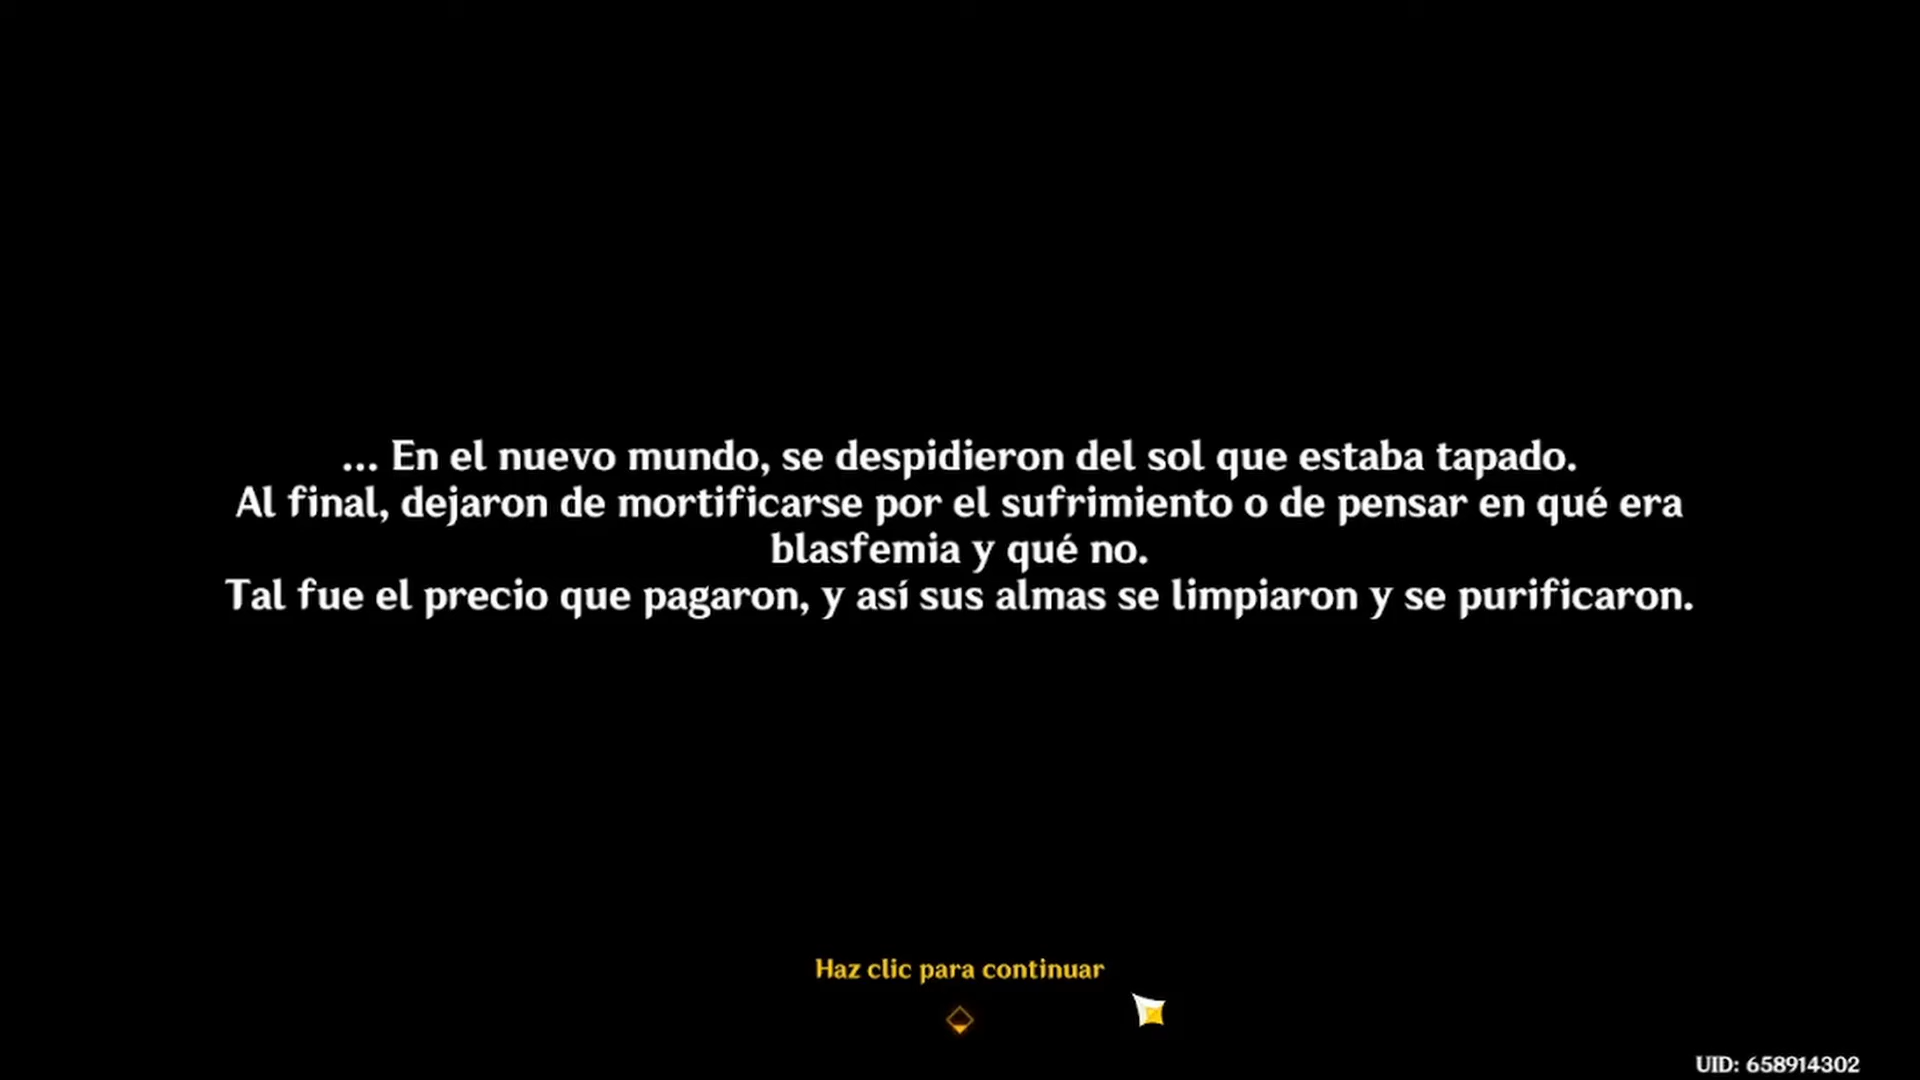 ... En el nuevo mundo, se despidieron del sol que estaba tapado.
Al final, dejaron de mortificarse por el sufrimiento o de pensar en qué era
blasfemia y qué no.
Tal fue el precio que pagaron, y así sus almas se limpiaron y se purificaron.
Haz clic para continuar
UID: 658914302